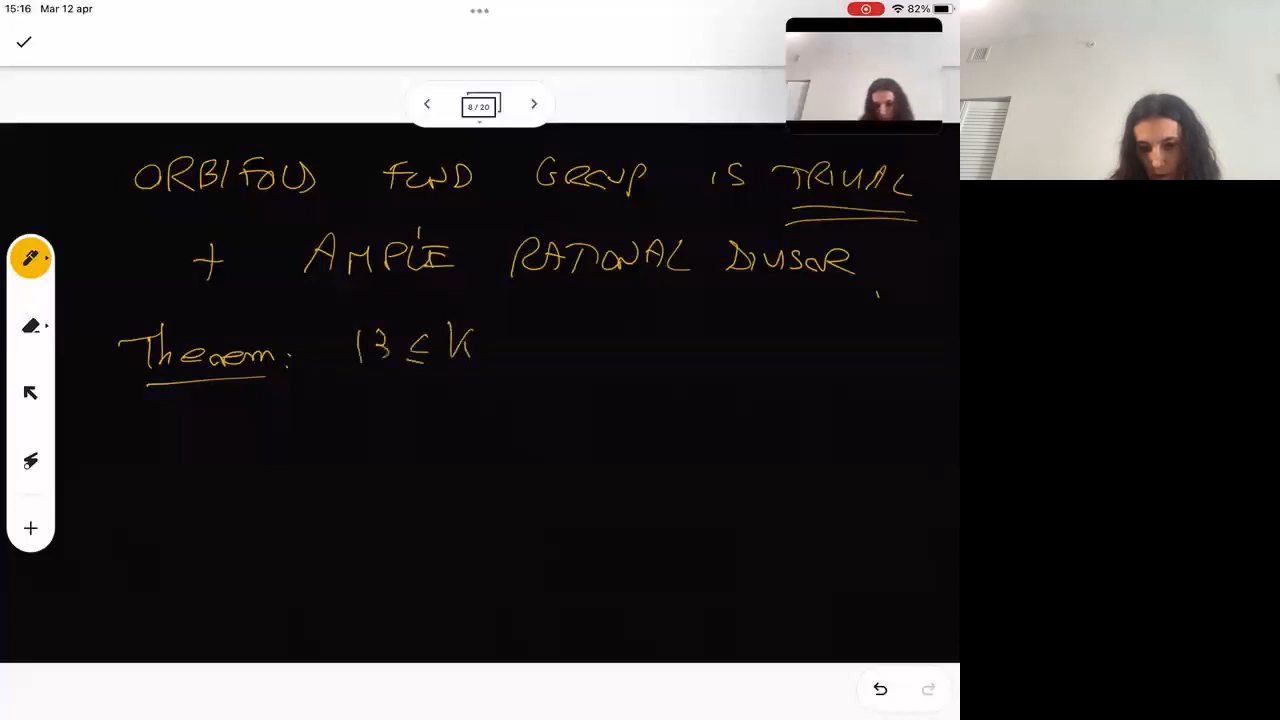 15:16 Mar 12 apr
82%
8 / 20
ORBIFOLD FUND GROUP IS TRIVIAL
+ AMPLE RATIONAL DIVISOR
Theorem: 13 ≤ K